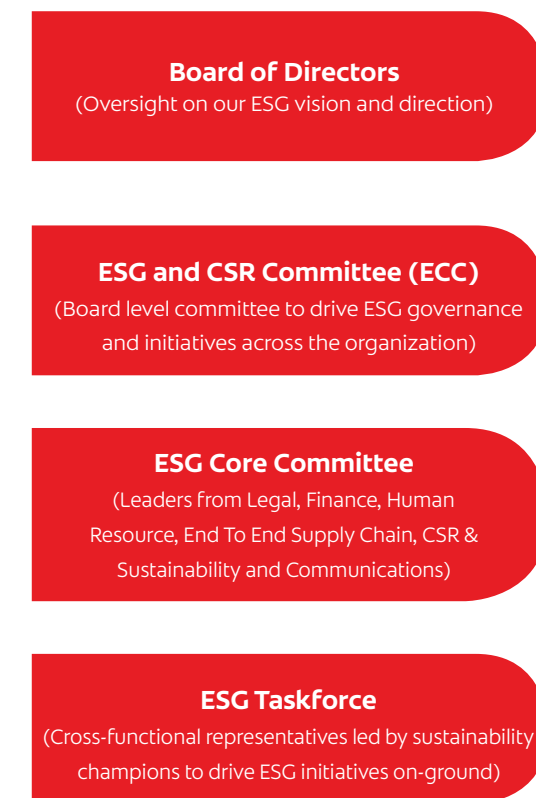 Board of Directors
(Oversight on our ESG vision and direction)
ESG and CSR Committee (ECC)
(Board level committee to drive ESG governance
and initiatives across the organization)
ESG Core Committee
(Leaders from Legal, Finance, Human
Resource, End To End Supply Chain, CSR &
Sustainability and Communications)
ESG Taskforce
(Cross-functional representatives led by sustainability
champions to drive ESG initiatives on-ground)